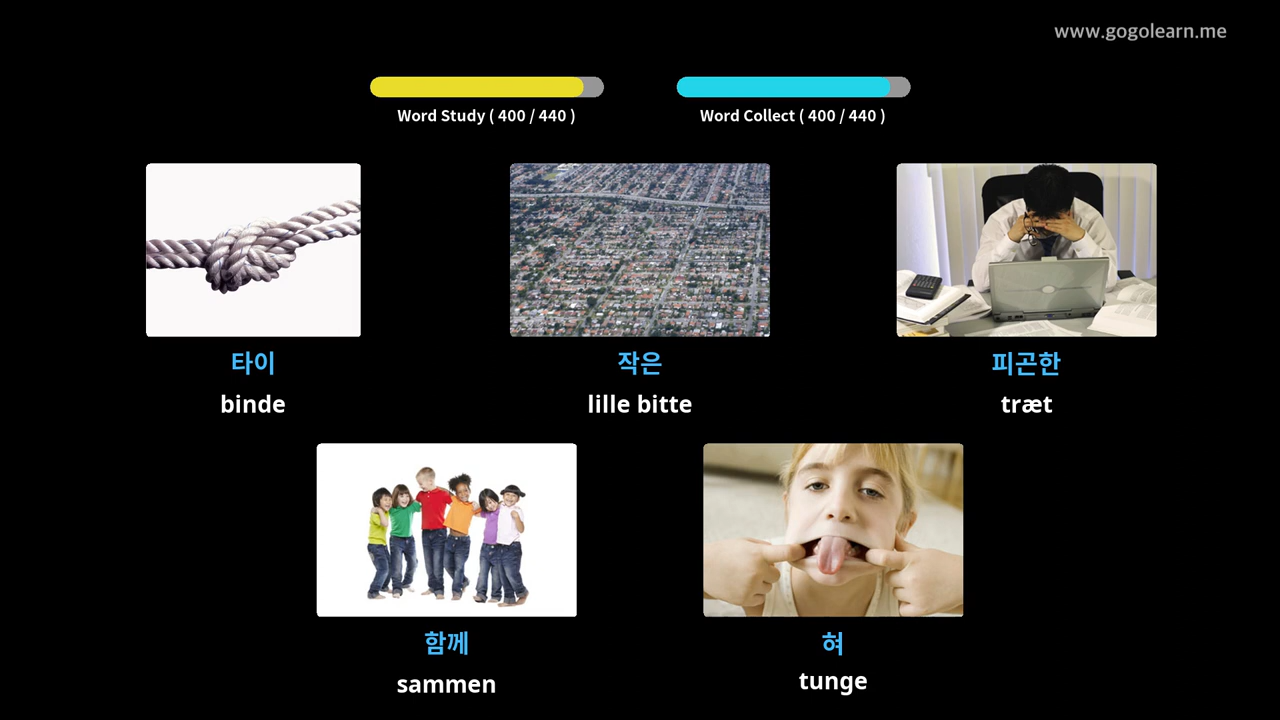 www.gogolearn.me
Word Study ( 400 / 440 )
Word Collect ( 400 / 440 )
타이
binde
작은
lille bitte
피곤한
træt
함께
sammen
혀
tunge